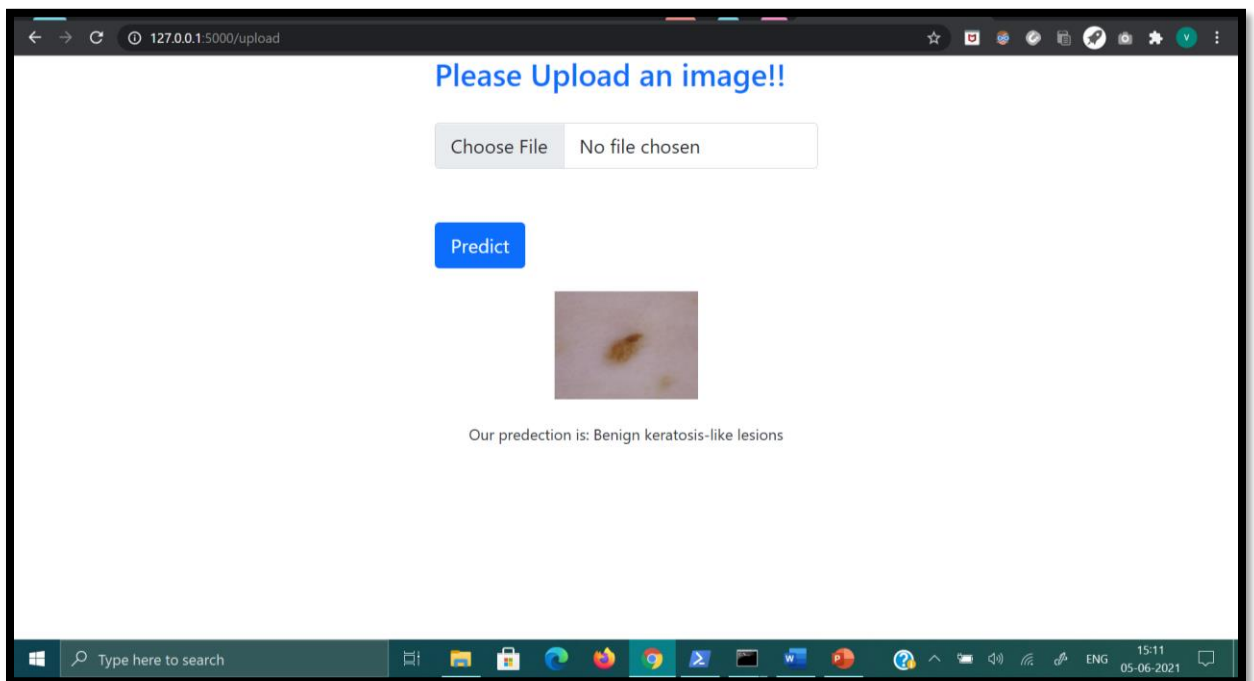 127.0.0.1:5000/upload
V
Please Upload an image!!
Choose File No file chosen
Predict
Our predection is: Benign keratosis-like lesions
Type here to search
ENG
15:11
05-06-2021